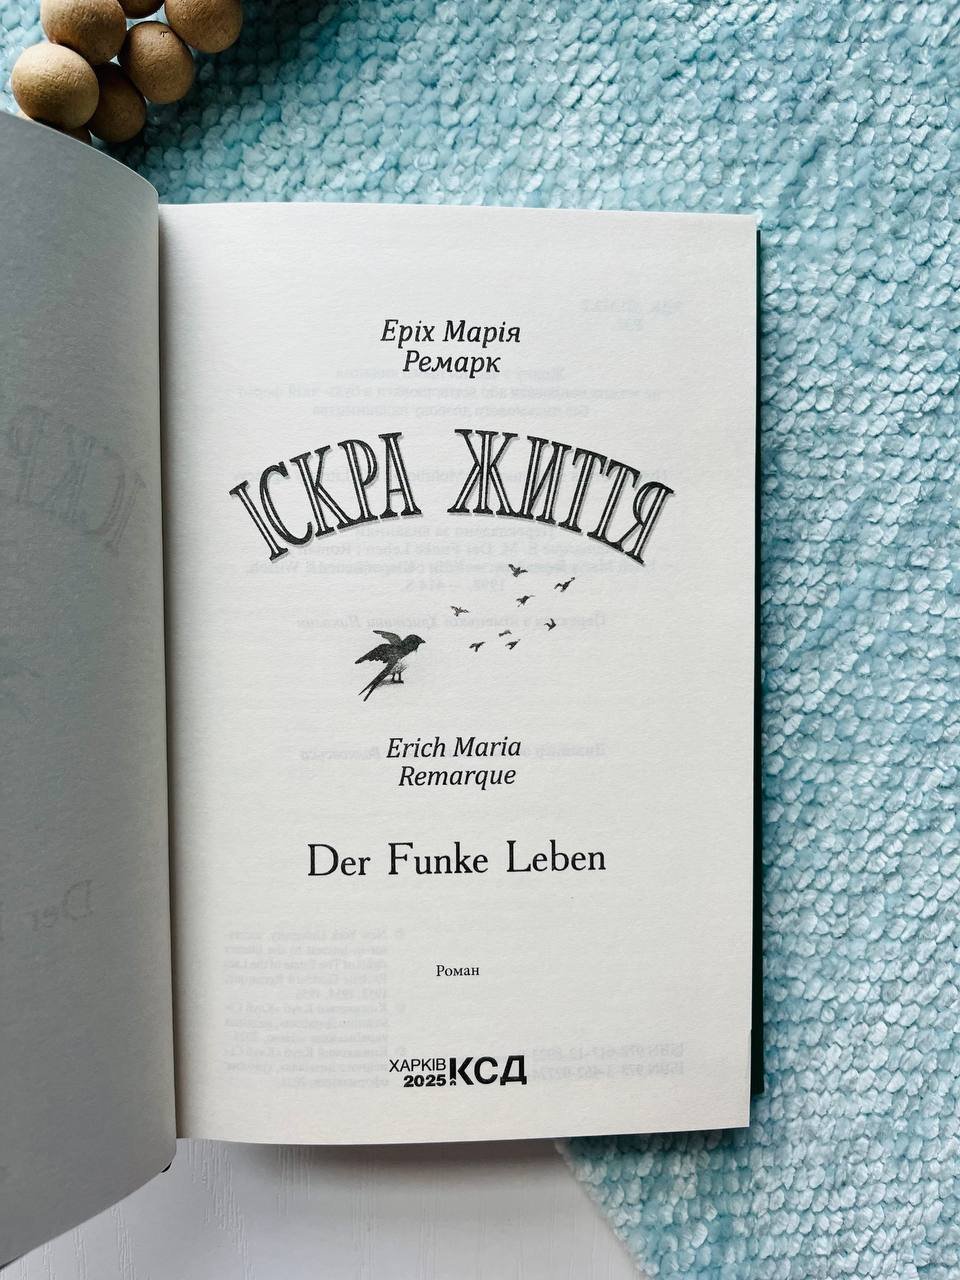 Еріх Марія
Ремарк
ІСКРА ЖИТТЯ
Erich Maria
Remarque
Der Funke Leben
Роман
ХАРКІВ
2025
КСД